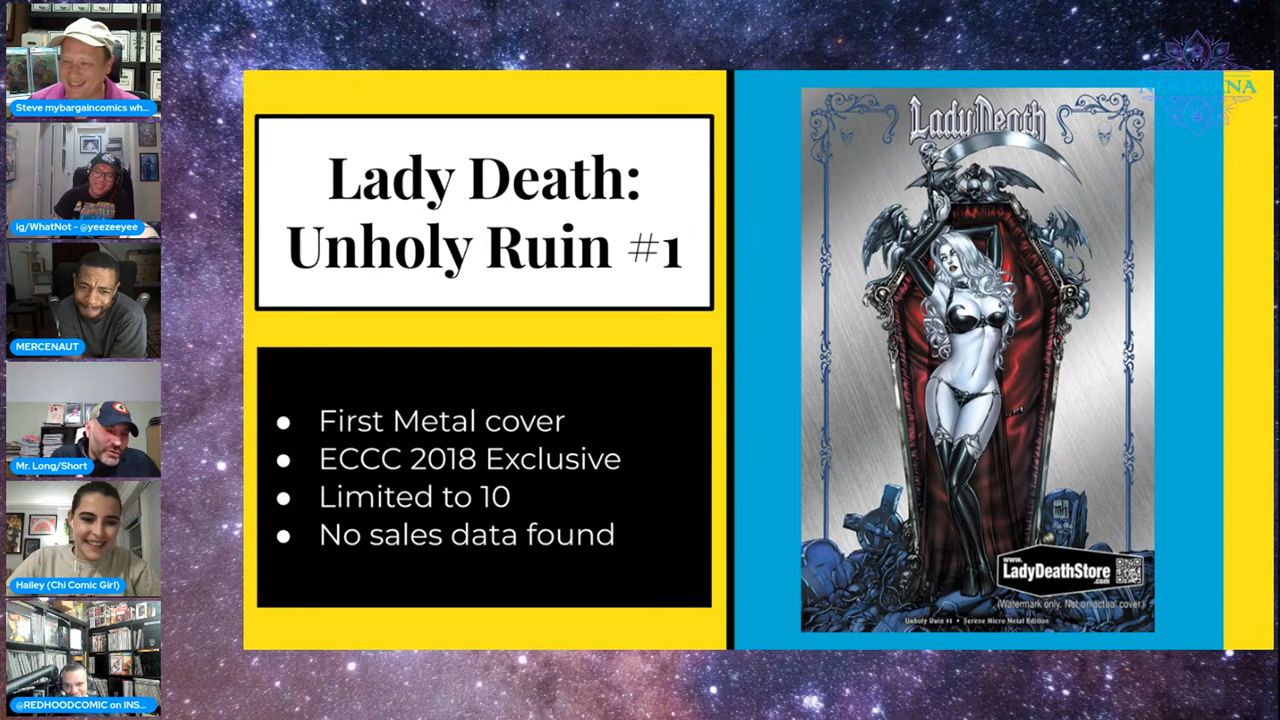 Steve mybargaincomics wh...
ig/WhatNot - @yeezeeyee
MERCENAUT
Mr. Long/Short
Hailey (Chi Comic Girl)
@REDHOODCOMIC on INS...
Lady Death:
Unholy Ruin #1
● First Metal cover
● ECCC 2018 Exclusive
● Limited to 10
● No sales data found
NERDVANA
Lady Death
www.
LadyDeathStore
.com
(Watermark only. Not on actual cover.)
Unholy Ruin #1 • Serene Micro Metal Edition